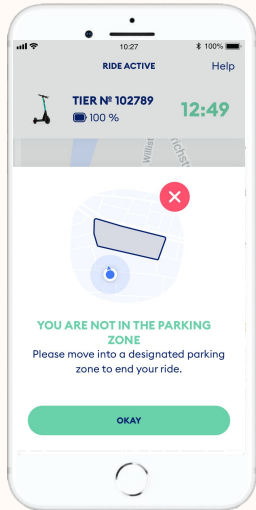 10:27
100%
RIDE ACTIVE
Help
TIER Nº 102789
100 %
12:49
YOU ARE NOT IN THE PARKING
ZONE
Please move into a designated parking
zone to end your ride.
OKAY